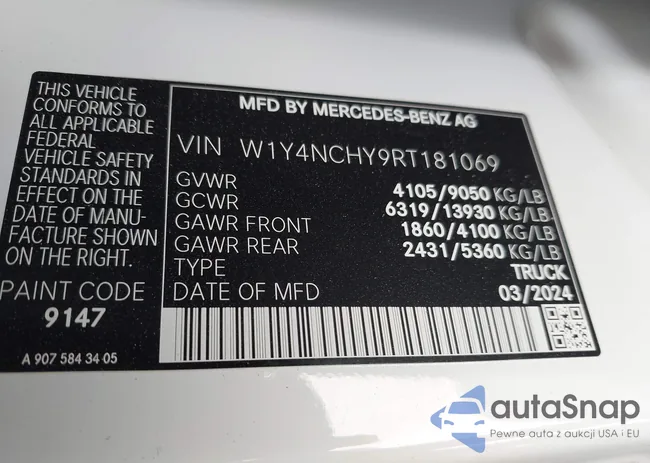 MFD BY MERCEDES-BENZ AG
THIS VEHICLE
CONFORMS TO
ALL APPLICABLE
FEDERAL
VEHICLE SAFETY
STANDARDS IN
EFFECT ON THE
DATE OF MANU-
FACTURE SHOWN
ON THE RIGHT.
PAINT CODE
9147
A 907 584 34 05
VIN W1Y4NCHY9RT181069
GVWR 4105/9050 KG/LB
GCWR 6319/13930 KG/LB
GAWR FRONT 1860/4100 KG/LB
GAWR REAR 2431/5360 KG/LB
TYPE TRUCK
DATE OF MFD 03/2024
autaSnap
Pewne auta z aukcji USA i EU